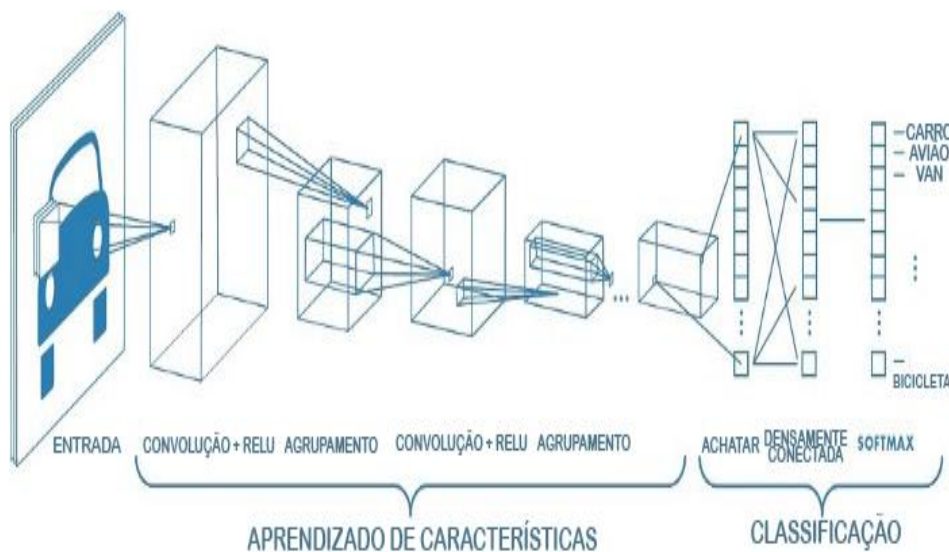 CARRO
AVIÃO
VAN
BICICLETA
ENTRADA
CONVOLUÇÃO + RELU
AGRUPAMENTO
CONVOLUÇÃO + RELU
AGRUPAMENTO
ACHATAR
DENSAMENTE
CONECTADA
SOFTMAX
APRENDIZADO DE CARACTERÍSTICAS
CLASSIFICAÇÃO